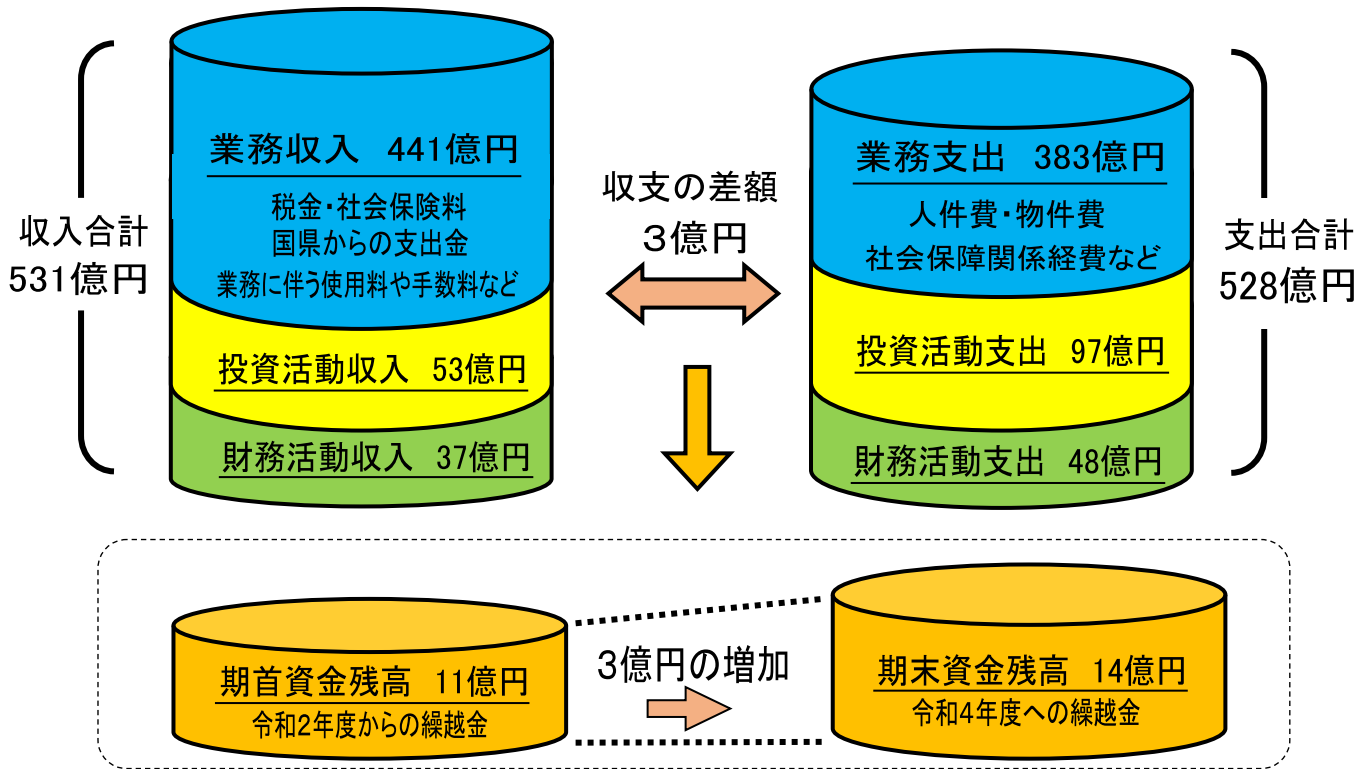 収入合計
531億円
業務収入 441億円
税金・社会保険料
国県からの支出金
業務に伴う使用料や手数料など
投資活動収入 53億円
財務活動収入 37億円
収支の差額
3億円
業務支出 383億円
人件費・物件費
社会保障関係経費など
投資活動支出 97億円
財務活動支出 48億円
支出合計
528億円
期首資金残高 11億円
令和2年度からの繰越金
3億円の増加
期末資金残高 14億円
令和4年度への繰越金